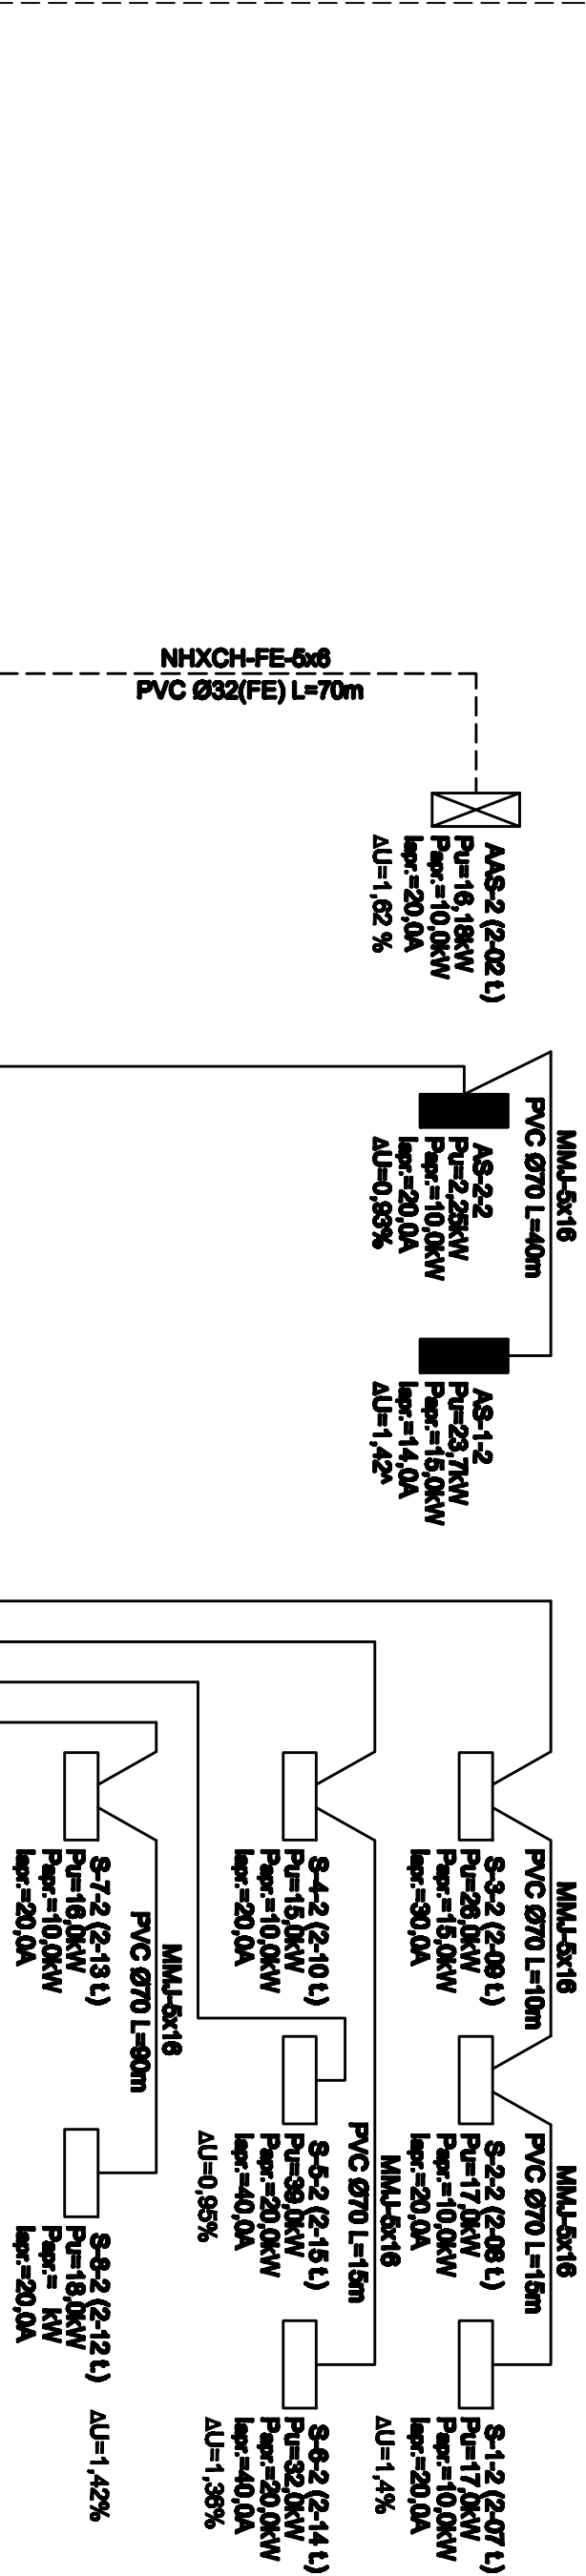 NHXCH-FE-5x6
PVC Ø32(FE) L=70m
AAS-2 (2-02 t.)
Pu=16,18kW
Papr.=10,0kW
Iapr.=20,0A
ΔU=1,62 %
MMJ-5x16
PVC Ø70 L=40m
AS-2-2
Pu=2,25kW
Papr.=10,0kW
Iapr.=20,0A
ΔU=0,93%
AS-1-2
Pu=23,7kW
Papr.=15,0kW
Iapr.=14,0A
ΔU=1,42^
MMJ-5x16
PVC Ø70 L=10m
S-3-2 (2-09 t.)
Pu=26,0kW
Papr.=15,0kW
Iapr.=30,0A
MMJ-5x16
PVC Ø70 L=15m
S-2-2 (2-08 t.)
Pu=17,0kW
Papr.=10,0kW
Iapr.=20,0A
S-1-2 (2-07 t.)
Pu=17,0kW
Papr.=10,0kW
Iapr.=20,0A
ΔU=1,4%
S-4-2 (2-10 t.)
Pu=15,0kW
Papr.=10,0kW
Iapr.=20,0A
MMJ-5x16
PVC Ø70 L=15m
S-5-2 (2-15 t.)
Pu=39,0kW
Papr.=20,0kW
Iapr.=40,0A
ΔU=0,95%
S-6-2 (2-14 t.)
Pu=32,0kW
Papr.=20,0kW
Iapr.=40,0A
ΔU=1,36%
MMJ-5x16
PVC Ø70 L=90m
S-7-2 (2-13 t.)
Pu=16,0kW
Papr.=10,0kW
Iapr.=20,0A
S-8-2 (2-12 t.)
Pu=18,0kW
Papr.= kW
Iapr.=20,0A
ΔU=1,42%